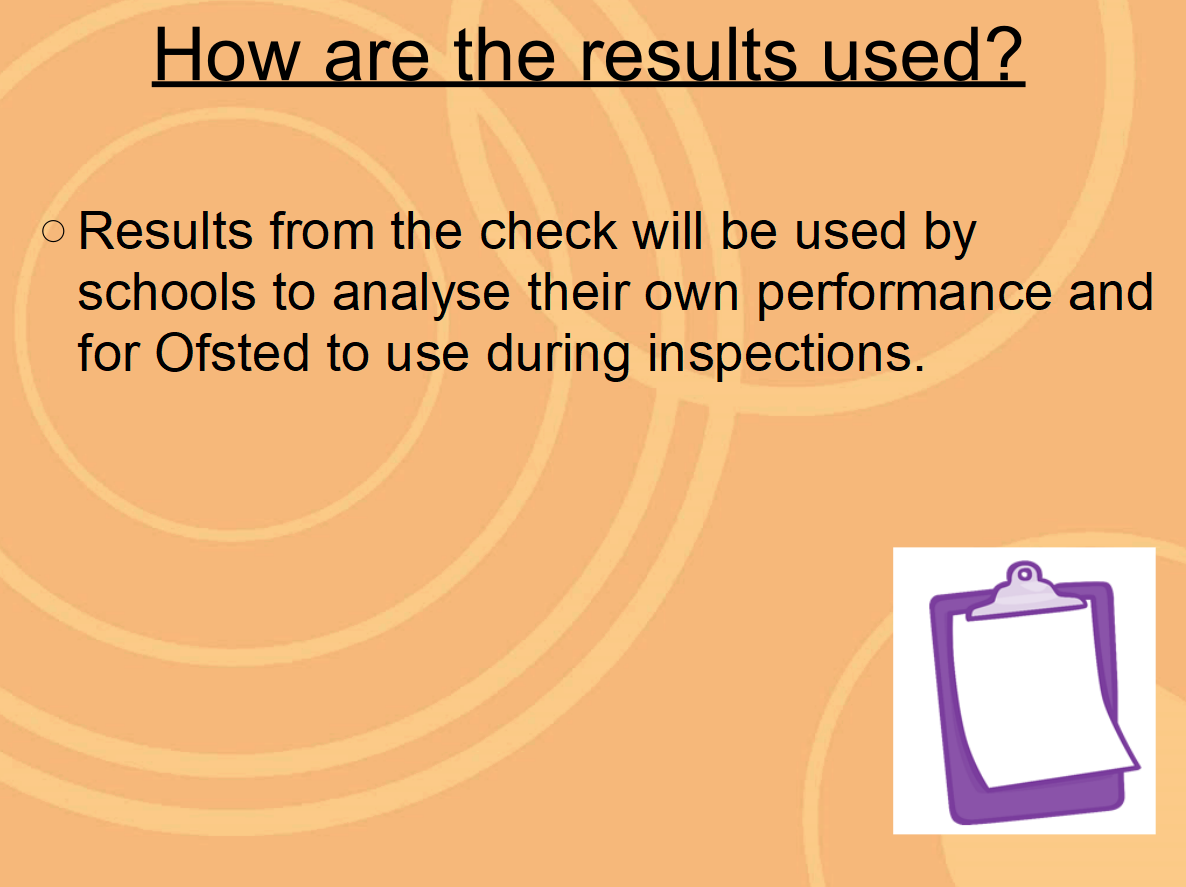 How are the results used?
Results from the check will be used by
schools to analyse their own performance and
for Ofsted to use during inspections.